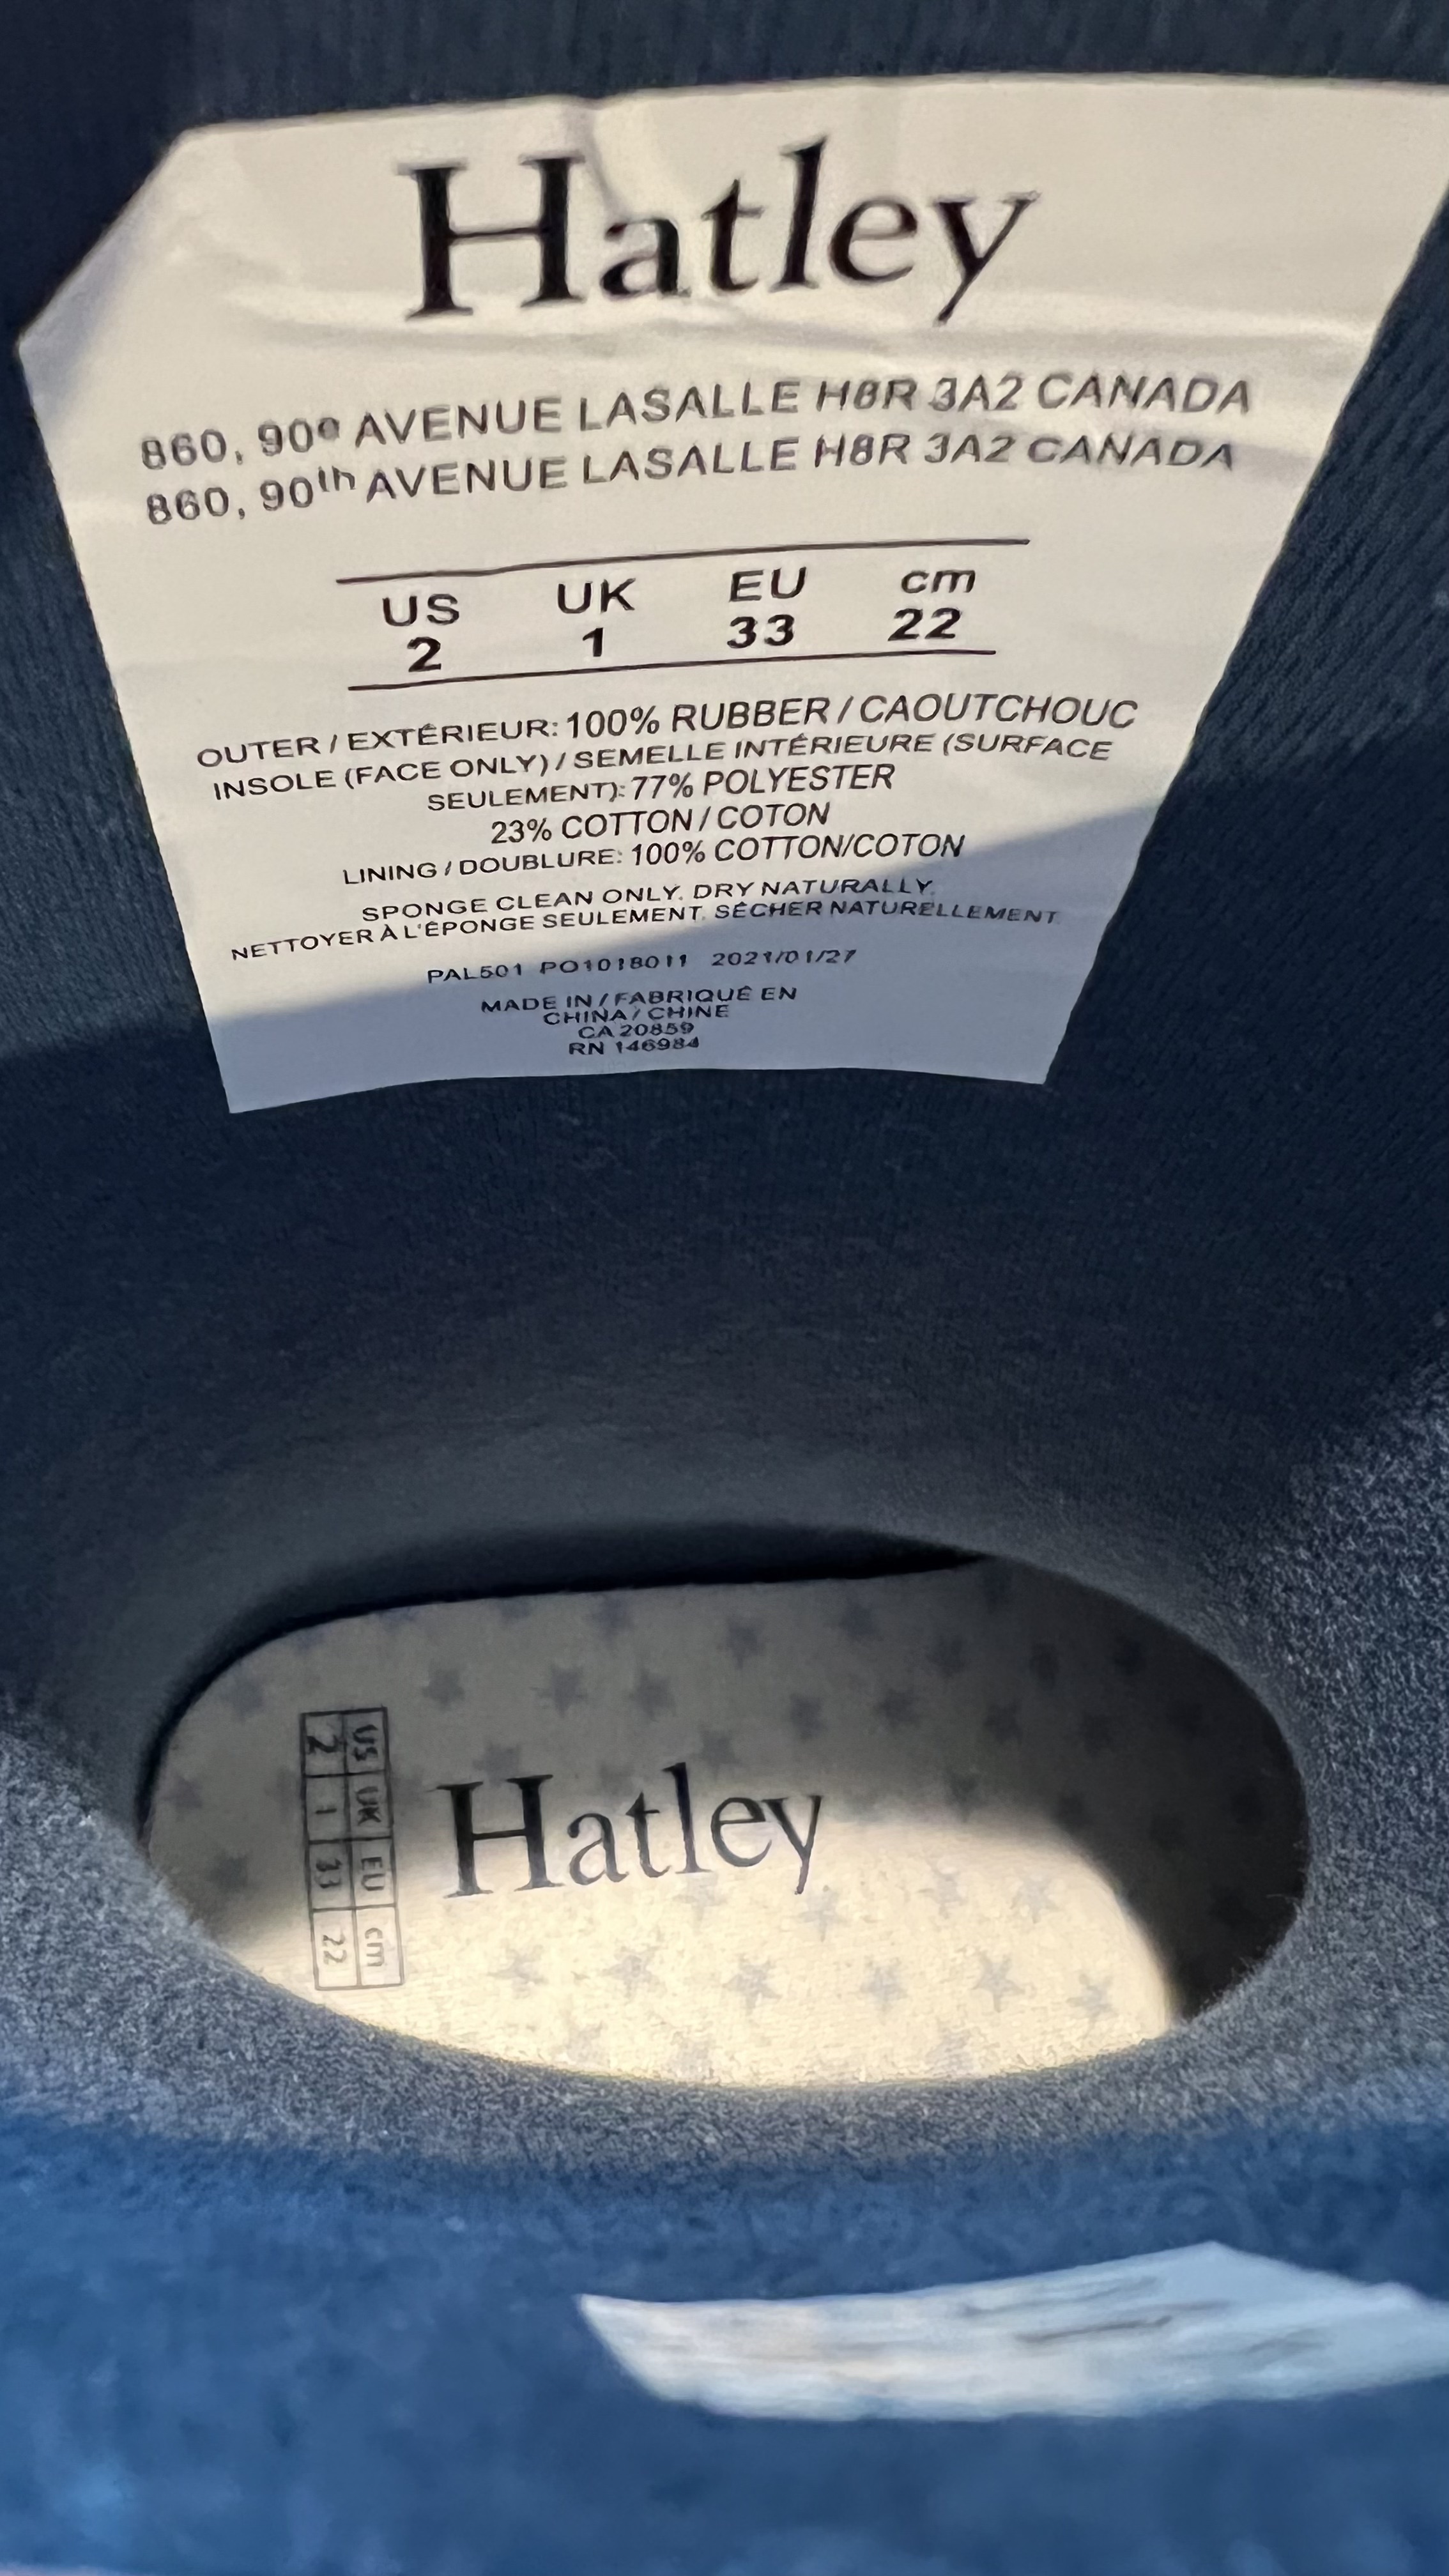 Hatley
860, 90e AVENUE LASALLE H8R 3A2 CANADA
860, 90th AVENUE LASALLE H8R 3A2 CANADA
US UK EU cm
2 1 33 22
OUTER / EXTÉRIEUR: 100% RUBBER / CAOUTCHOUC
INSOLE (FACE ONLY) / SEMELLE INTÉRIEURE (SURFACE
SEULEMENT): 77% POLYESTER
23% COTTON / COTON
LINING / DOUBLURE: 100% COTTON/COTON
SPONGE CLEAN ONLY. DRY NATURALLY.
NETTOYER À L'ÉPONGE SEULEMENT. SÉCHER NATURELLEMENT
PAL501 PO1018011 2021/01/27
MADE IN / FABRIQUÉ EN
CHINA / CHINE
CA 20859
RN 146984
US UK EU cm
2 1 33 22
Hatley